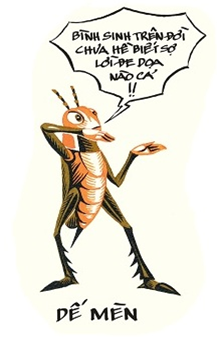 BÌNH SINH TRÊN ĐỜI
CHƯA HỀ BIẾT SỢ
LỜI ĐE DỌA
NÀO CẢ
!!
DẾ MÈN